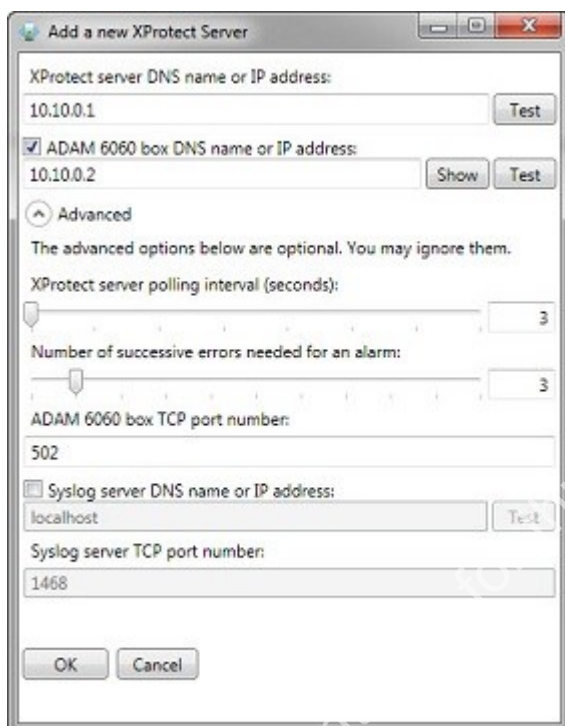 Add a new XProtect Server
XProtect server DNS name or IP address:
10.10.0.1 Test
ADAM 6060 box DNS name or IP address:
10.10.0.2 Show Test
Advanced
The advanced options below are optional. You may ignore them.
XProtect server polling interval (seconds):
3
Number of successive errors needed for an alarm:
3
ADAM 6060 box TCP port number:
502
Syslog server DNS name or IP address:
localhost Test
Syslog server TCP port number:
1468
OK Cancel